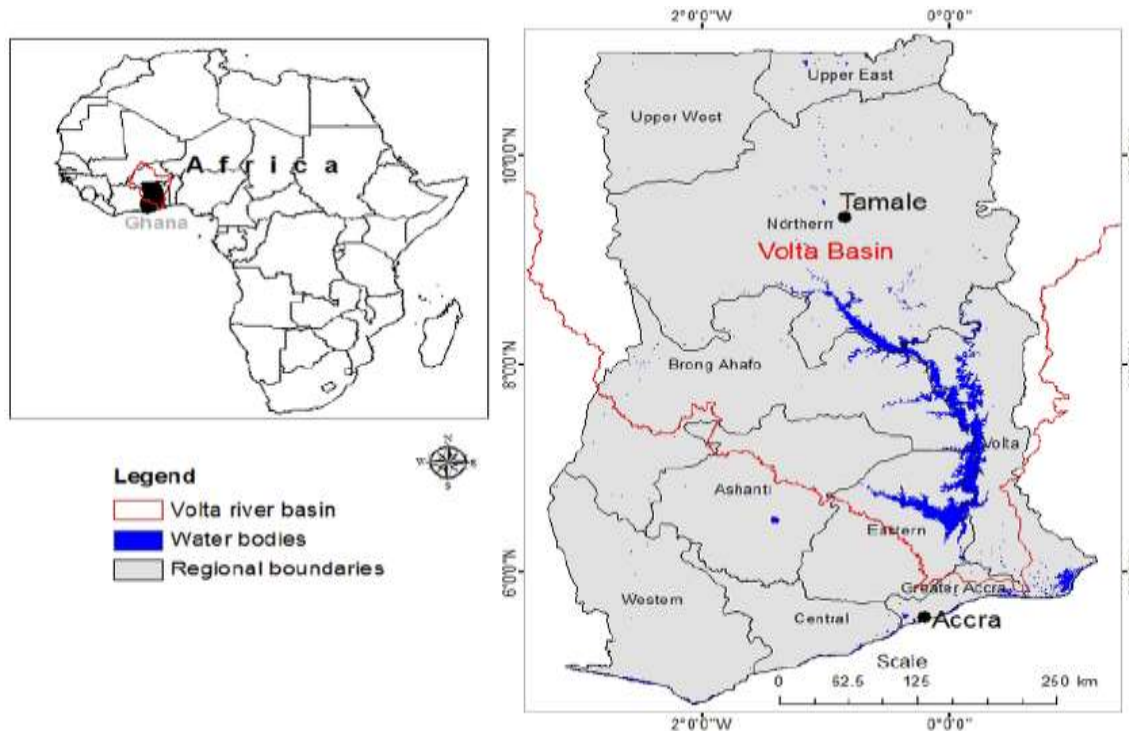 2°0'0"W
0°0'0"
Africa
Ghana
Legend
Volta river basin
Water bodies
Regional boundaries
N
W
E
S
Upper East
Upper West
10°0'0"N
Tamale
Northern
Volta Basin
Brong Ahafo
8°0'0"N
Volta
Ashanti
Eastern
6°0'0"N
Greater Accra
Western
Central
Accra
Scale
0 62.5 125 250 km
2°0'0"W
0°0'0"